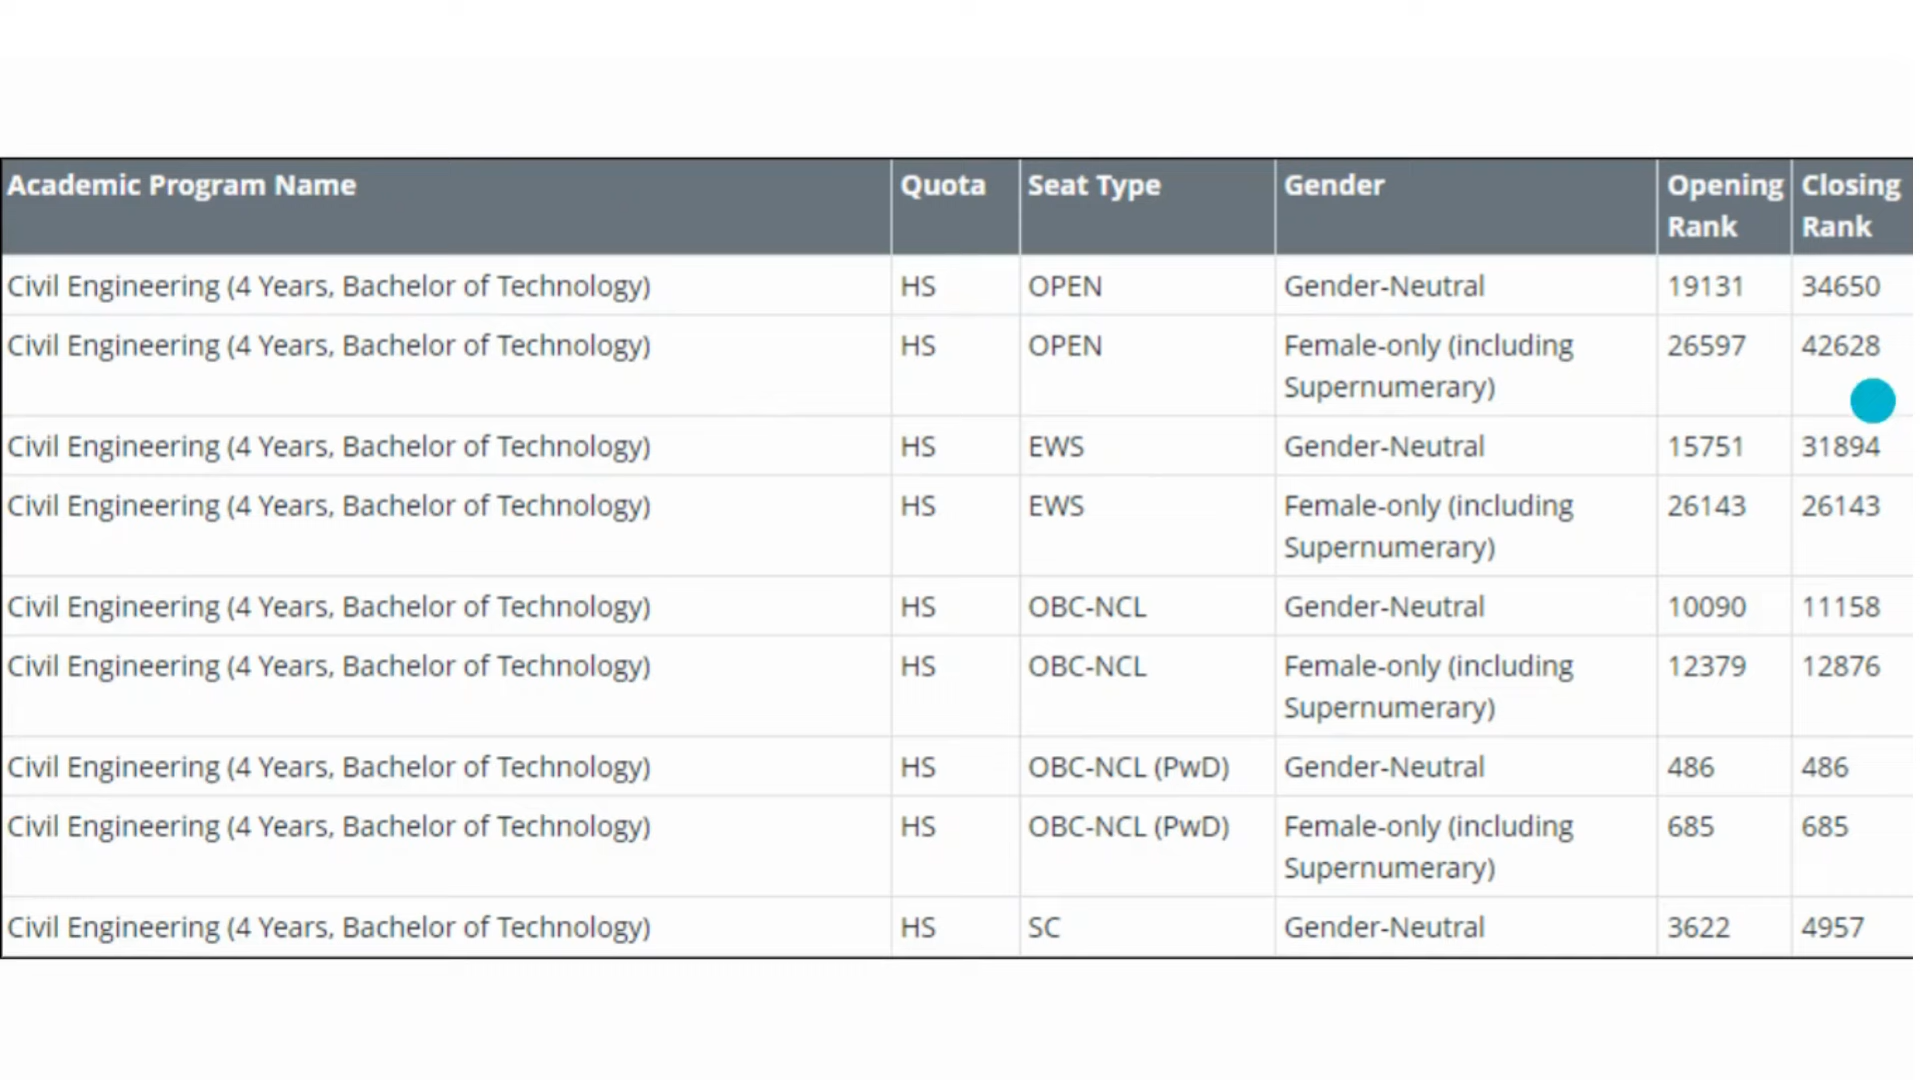 Academic Program Name Quota Seat Type Gender Opening Rank Closing Rank
Civil Engineering (4 Years, Bachelor of Technology) HS OPEN Gender-Neutral 19131 34650
Civil Engineering (4 Years, Bachelor of Technology) HS OPEN Female-only (including Supernumerary) 26597 42628
Civil Engineering (4 Years, Bachelor of Technology) HS EWS Gender-Neutral 15751 31894
Civil Engineering (4 Years, Bachelor of Technology) HS EWS Female-only (including Supernumerary) 26143 26143
Civil Engineering (4 Years, Bachelor of Technology) HS OBC-NCL Gender-Neutral 10090 11158
Civil Engineering (4 Years, Bachelor of Technology) HS OBC-NCL Female-only (including Supernumerary) 12379 12876
Civil Engineering (4 Years, Bachelor of Technology) HS OBC-NCL (PwD) Gender-Neutral 486 486
Civil Engineering (4 Years, Bachelor of Technology) HS OBC-NCL (PwD) Female-only (including Supernumerary) 685 685
Civil Engineering (4 Years, Bachelor of Technology) HS SC Gender-Neutral 3622 4957